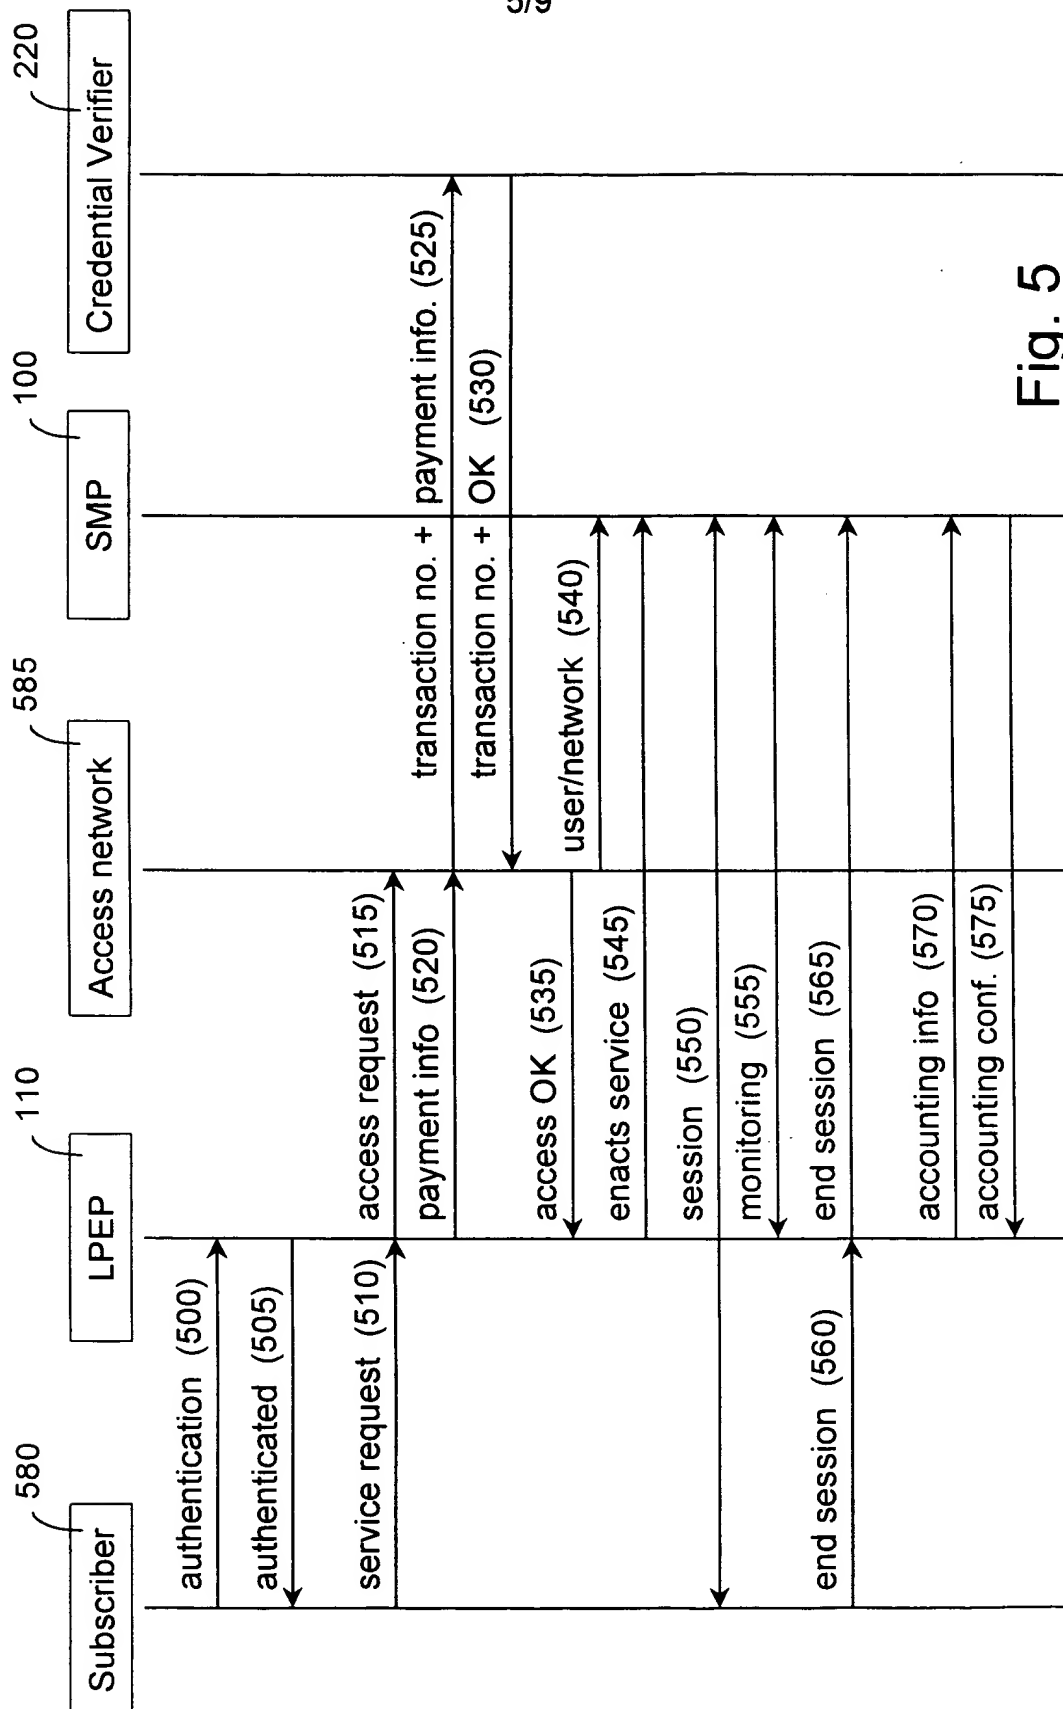 5/9
580
110
585
100
220
Subscriber
LPEP
Access network
SMP
Credential Verifier
authentication (500)
authenticated (505)
service request (510)
access request (515)
payment info (520)
transaction no. + payment info. (525)
transaction no. + OK (530)
access OK (535)
user/network (540)
enacts service (545)
session (550)
monitoring (555)
end session (560)
end session (565)
accounting info (570)
accounting conf. (575)
Fig. 5